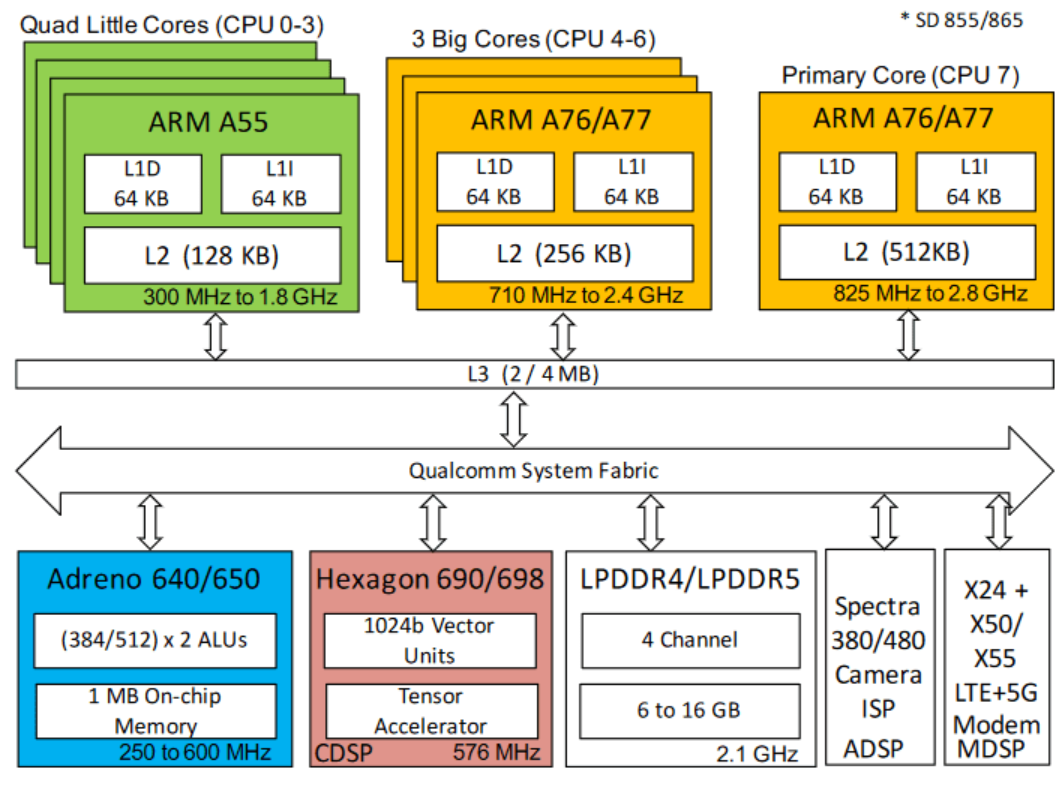 Quad Little Cores (CPU 0-3)
3 Big Cores (CPU 4-6)
* SD 855/865
Primary Core (CPU 7)
ARM A55
L1D
64 KB
L1I
64 KB
L2 (128 KB)
300 MHz to 1.8 GHz
ARM A76/A77
L1D
64 KB
L1I
64 KB
L2 (256 KB)
710 MHz to 2.4 GHz
ARM A76/A77
L1D
64 KB
L1I
64 KB
L2 (512KB)
825 MHz to 2.8 GHz
L3 (2 / 4 MB)
Qualcomm System Fabric
Adreno 640/650
(384/512) x 2 ALUs
1 MB On-chip
Memory
250 to 600 MHz
Hexagon 690/698
1024b Vector
Units
Tensor
Accelerator
CDSP 576 MHz
LPDDR4/LPDDR5
4 Channel
6 to 16 GB
2.1 GHz
Spectra
380/480
Camera
ISP
ADSP
X24 +
X50/
X55
LTE+5G
Modem
MDSP